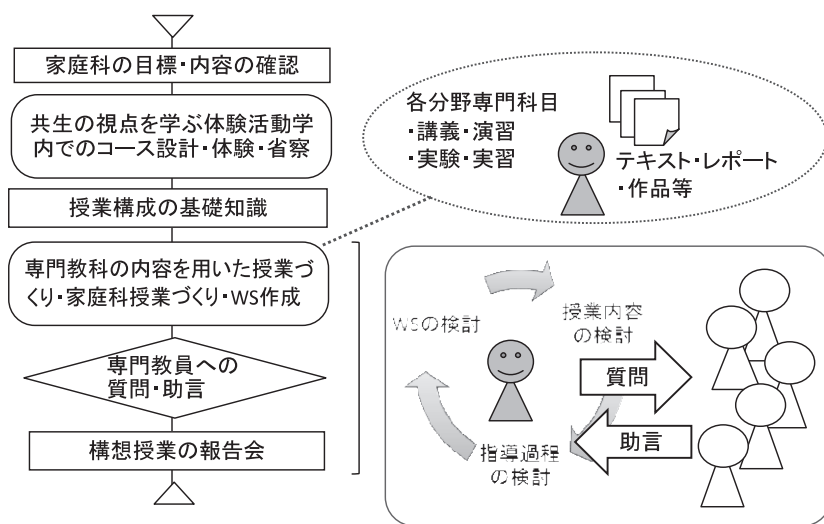 家庭科の目標・内容の確認
共生の視点を学ぶ体験活動学
内でのコース設計・体験・省察
授業構成の基礎知識
専門教科の内容を用いた授業づ
くり・家庭科授業づくり・WS作成
専門教員への
質問・助言
構想授業の報告会
各分野専門科目
・講義・演習
・実験・実習
テキスト・レポート
・作品等
WSの検討
授業内容
の検討
質問
助言
指導過程
の検討